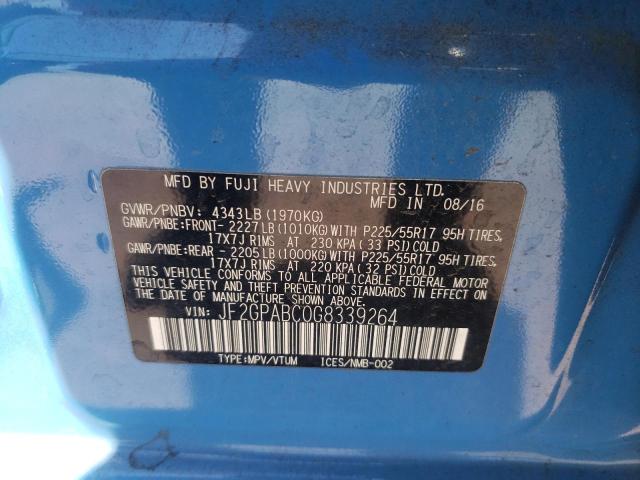 MFD BY FUJI HEAVY INDUSTRIES LTD.
MFD IN 08/16
GVWR/PNBV: 4343LB (1970KG)
GAWR/PNBE:FRONT- 2227LB (1010KG) WITH P225/55R17 95H TIRES,
17X7J RIMS AT 230 KPA (33 PSI) COLD
GAWR/PNBE:REAR - 2205LB (1000KG) WITH P225/55R17 95H TIRES,
17X7J RIMS AT 220 KPA (32 PSI) COLD
THIS VEHICLE CONFORMS TO ALL APPLICABLE FEDERAL MOTOR
VEHICLE SAFETY AND THEFT PREVENTION STANDARDS IN EFFECT
ON THE DATE OF MANUFACTURE SHOWN ABOVE.
VIN: JF2GPABC0G8339264
TYPE:MPV/VTUM ICES/NMB-002